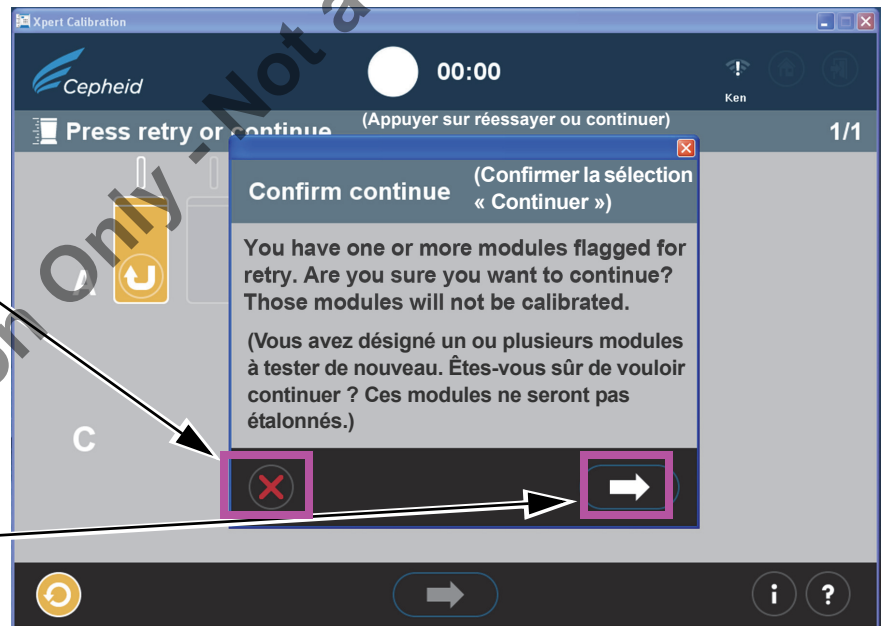 Xpert Calibration
Cepheid
00:00
Ken
Press retry or continue
(Appuyer sur réessayer ou continuer)
1/1
Confirm continue
(Confirmer la sélection
« Continuer »)
You have one or more modules flagged for
retry. Are you sure you want to continue?
Those modules will not be calibrated.
(Vous avez désigné un ou plusieurs modules
à tester de nouveau. Êtes-vous sûr de vouloir
continuer ? Ces modules ne seront pas
étalonnés.)
A
C
i
?
on Only - Not a